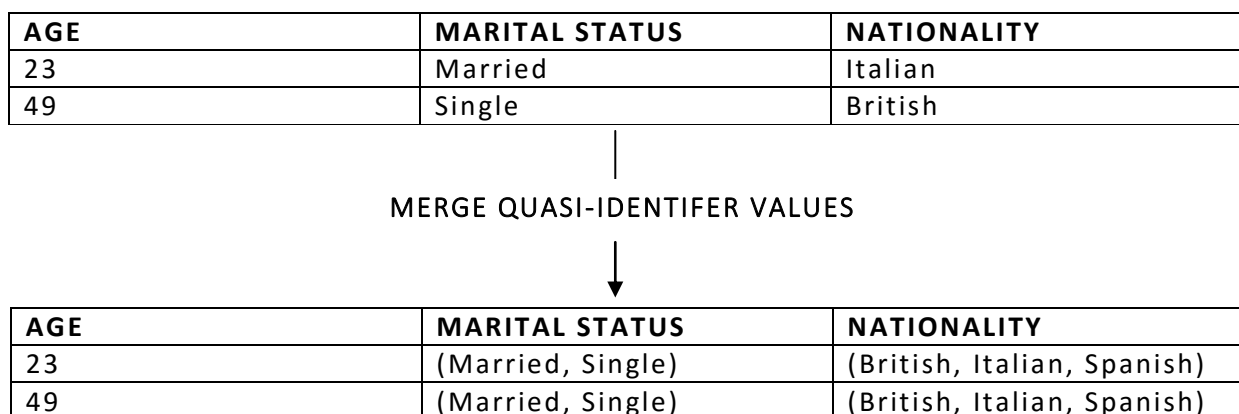 AGE MARITAL STATUS NATIONALITY
23 Married Italian
49 Single British
MERGE QUASI-IDENTIFER VALUES
AGE MARITAL STATUS NATIONALITY
23 (Married, Single) (British, Italian, Spanish)
49 (Married, Single) (British, Italian, Spanish)